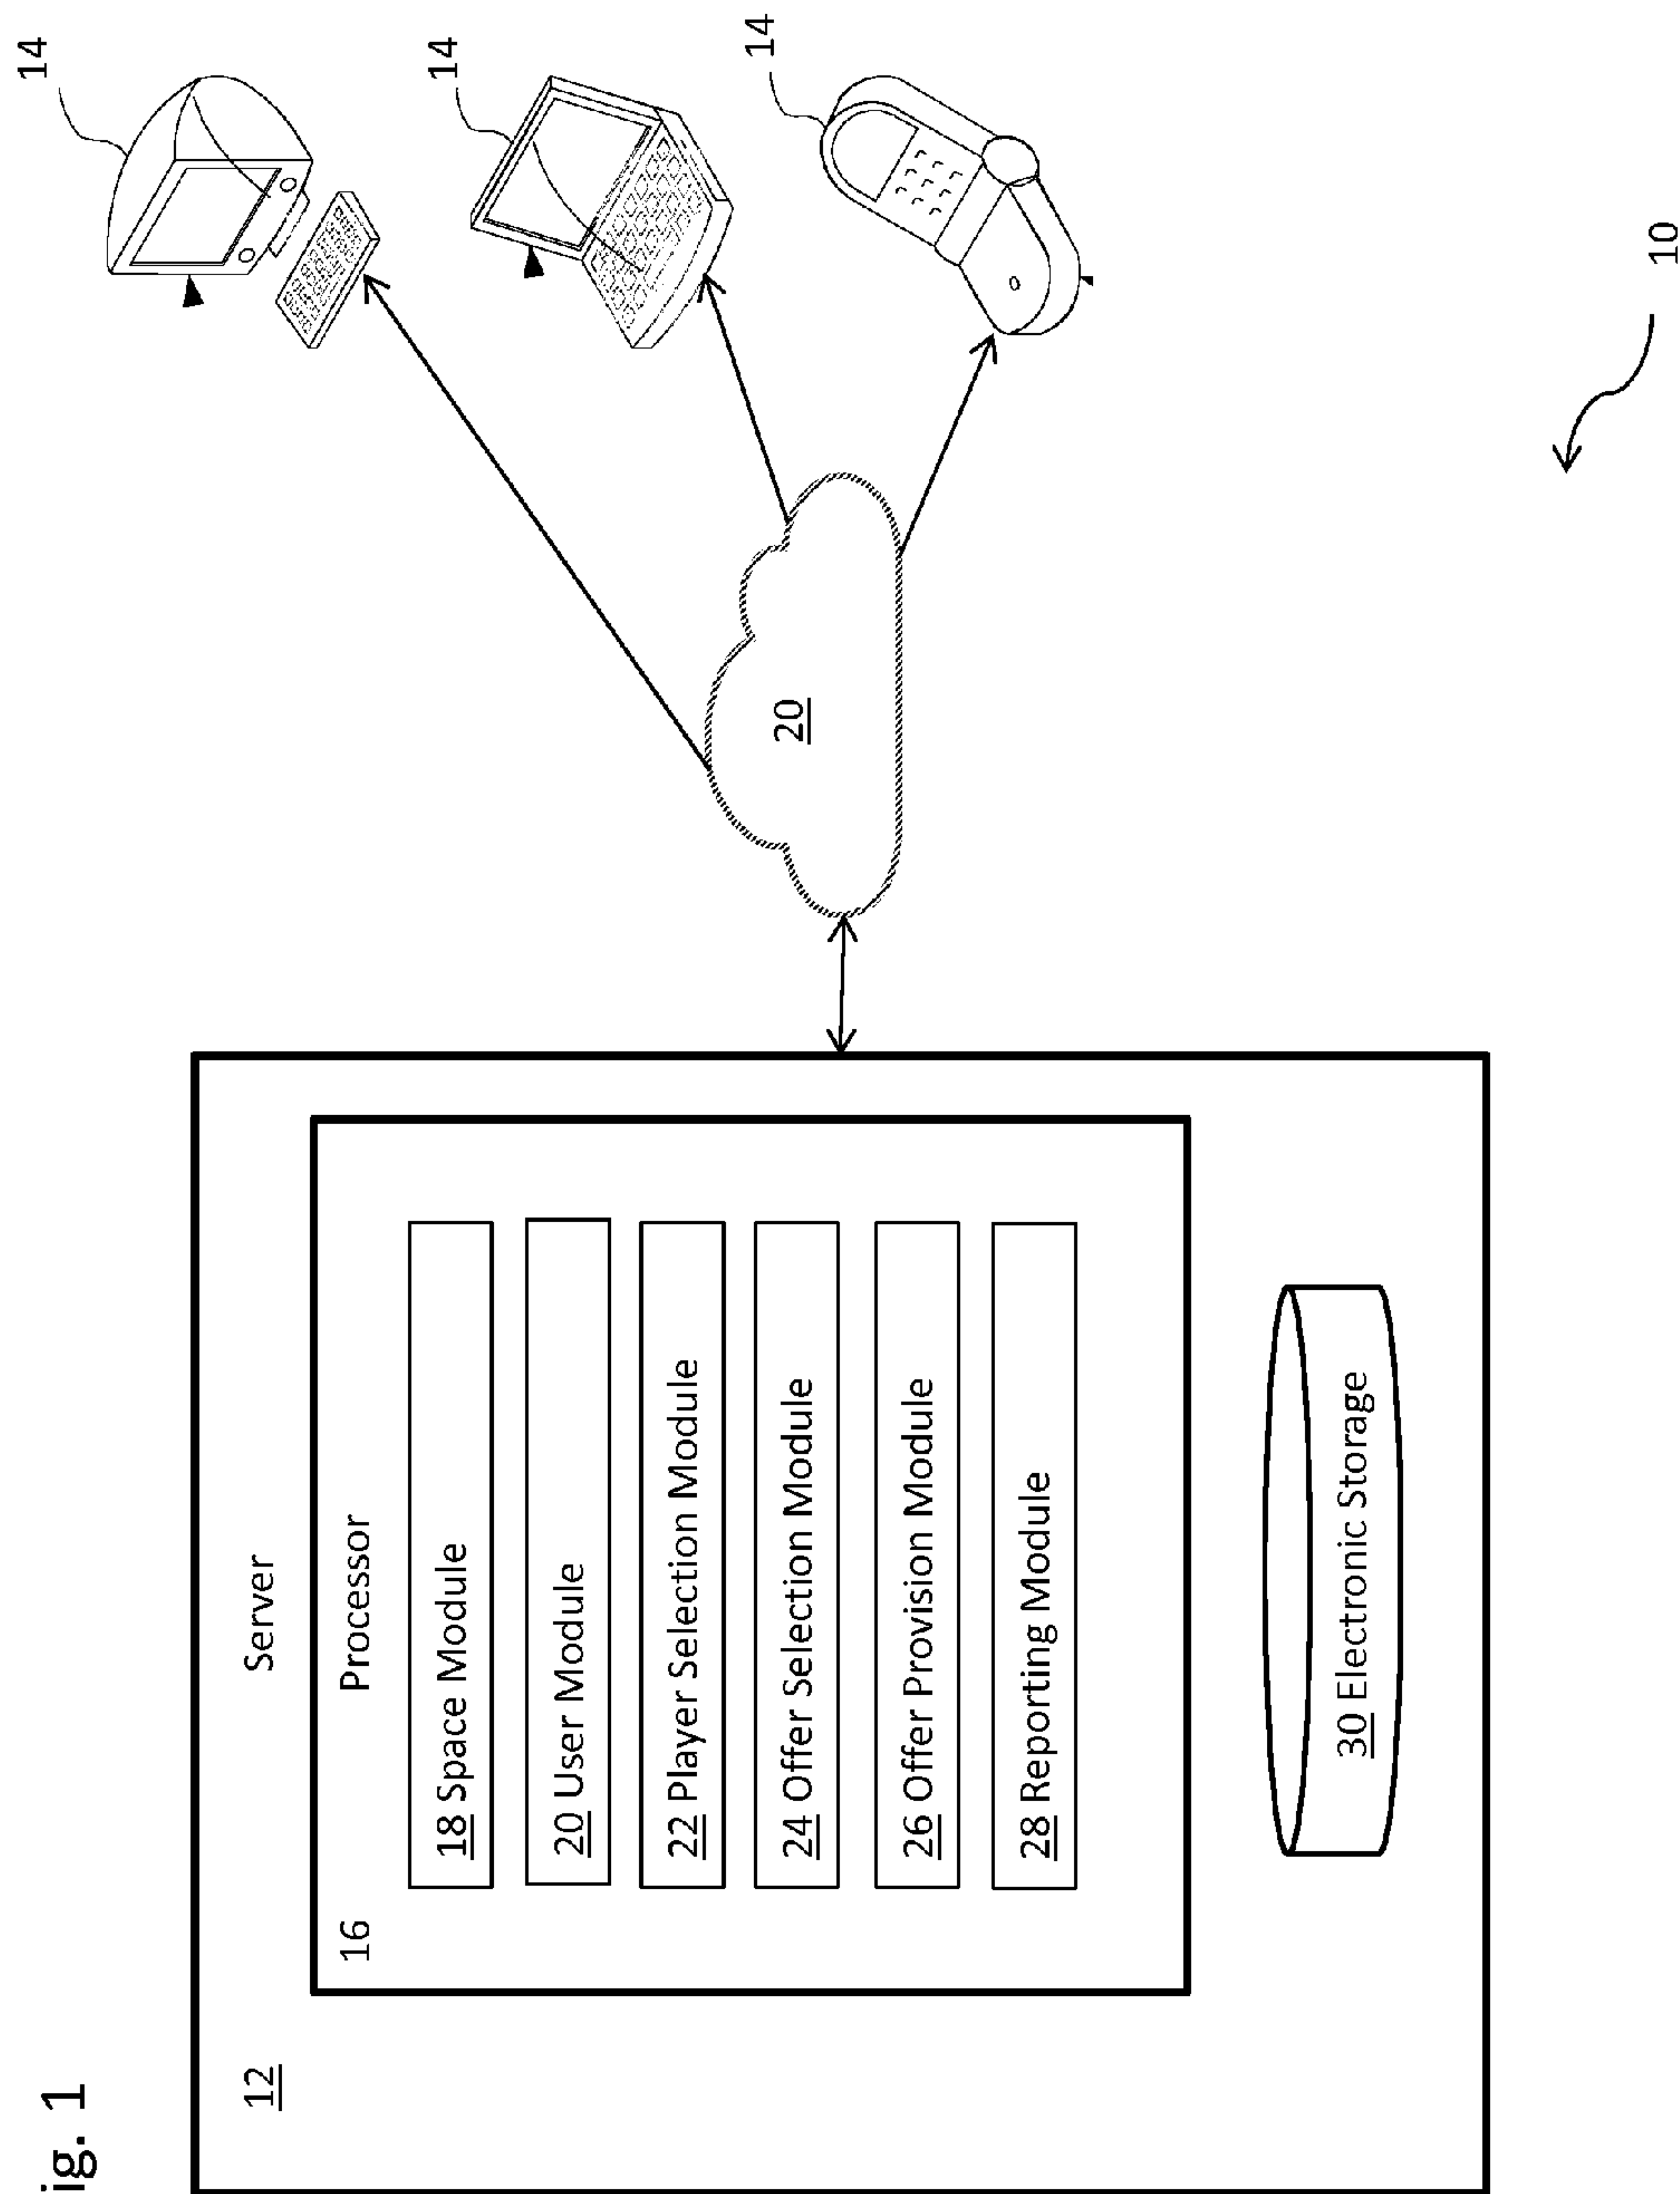 ig. 1
12
Server
16
Processor
18 Space Module
20 User Module
22 Player Selection Module
24 Offer Selection Module
26 Offer Provision Module
28 Reporting Module
30 Electronic Storage
20
14
14
14
10